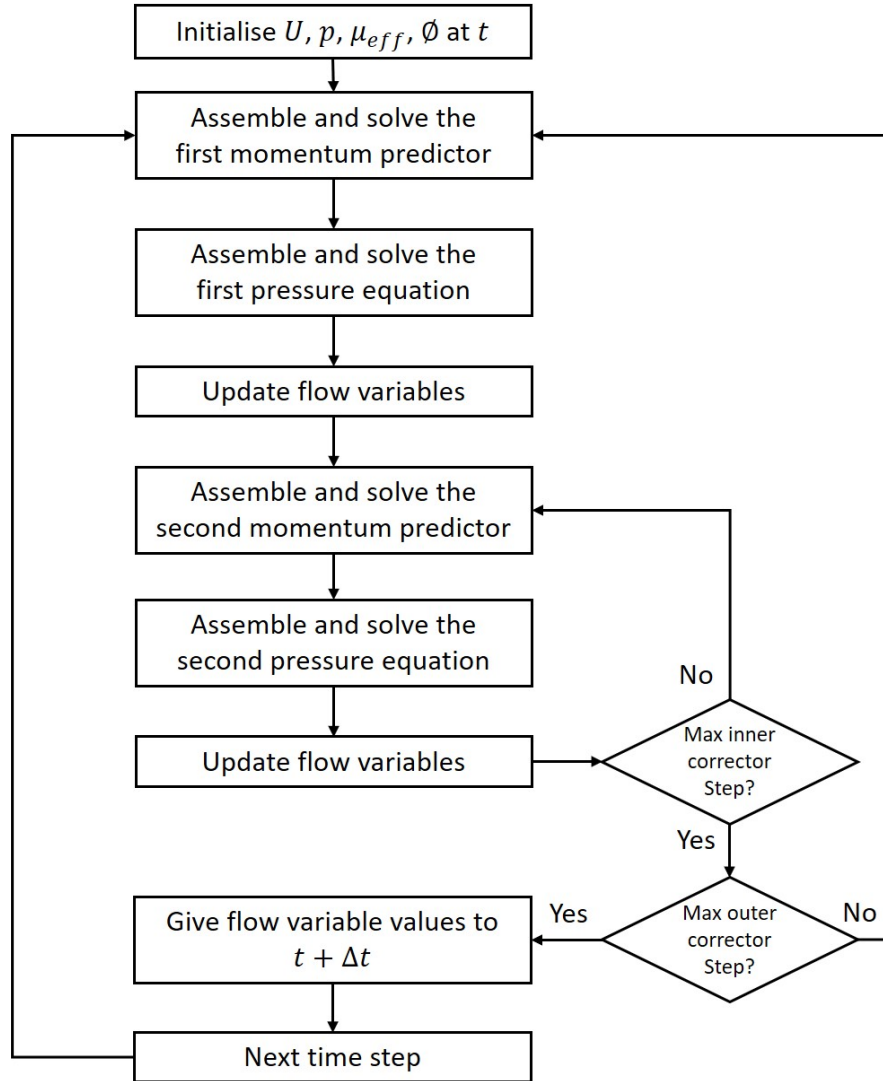 Initialise U, p, μ_eff, Ø at t
Assemble and solve the
first momentum predictor
Assemble and solve the
first pressure equation
Update flow variables
Assemble and solve the
second momentum predictor
Assemble and solve the
second pressure equation
No
Update flow variables
Max inner
corrector
Step?
Yes
Give flow variable values to
t + Δt
Yes
Max outer
corrector
Step?
No
Next time step